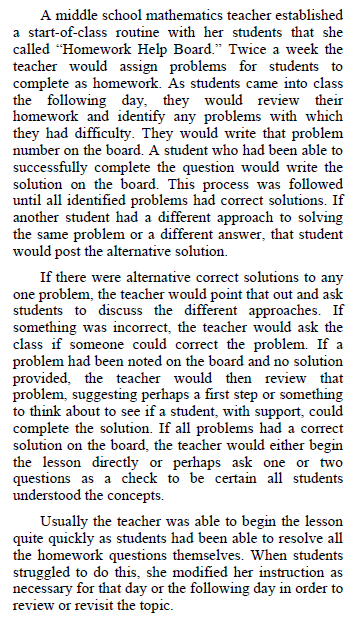 A middle school mathematics teacher established
a start-of-class routine with her students that she
called “Homework Help Board.” Twice a week the
teacher would assign problems for students to
complete as homework. As students came into class
the following day, they would review their
homework and identify any problems with which
they had difficulty. They would write that problem
number on the board. A student who had been able to
successfully complete the question would write the
solution on the board. This process was followed
until all identified problems had correct solutions. If
another student had a different approach to solving
the same problem or a different answer, that student
would post the alternative solution.
If there were alternative correct solutions to any
one problem, the teacher would point that out and ask
students to discuss the different approaches. If
something was incorrect, the teacher would ask the
class if someone could correct the problem. If a
problem had been noted on the board and no solution
provided, the teacher would then review that
problem, suggesting perhaps a first step or something
to think about to see if a student, with support, could
complete the solution. If all problems had a correct
solution on the board, the teacher would either begin
the lesson directly or perhaps ask one or two
questions as a check to be certain all students
understood the concepts.
Usually the teacher was able to begin the lesson
quite quickly as students had been able to resolve all
the homework questions themselves. When students
struggled to do this, she modified her instruction as
necessary for that day or the following day in order to
review or revisit the topic.